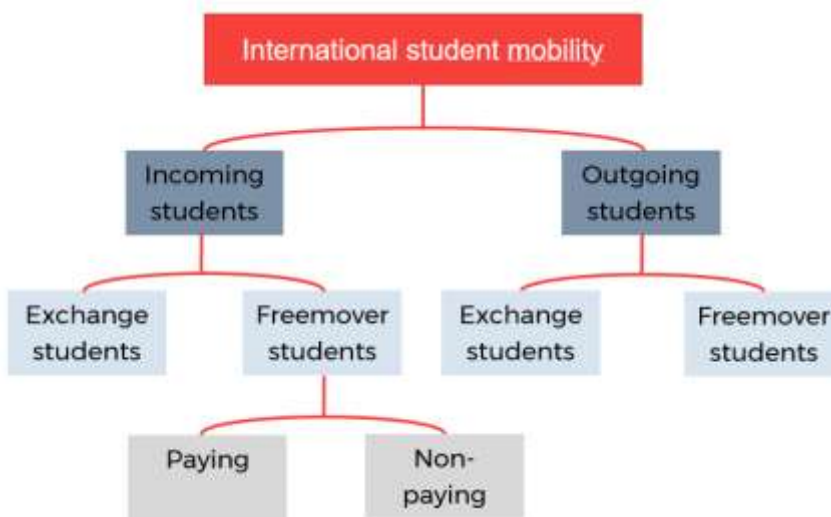 International student mobility
Incoming
students
Outgoing
students
Exchange
students
Freemover
students
Exchange
students
Freemover
students
Paying
Non-
paying